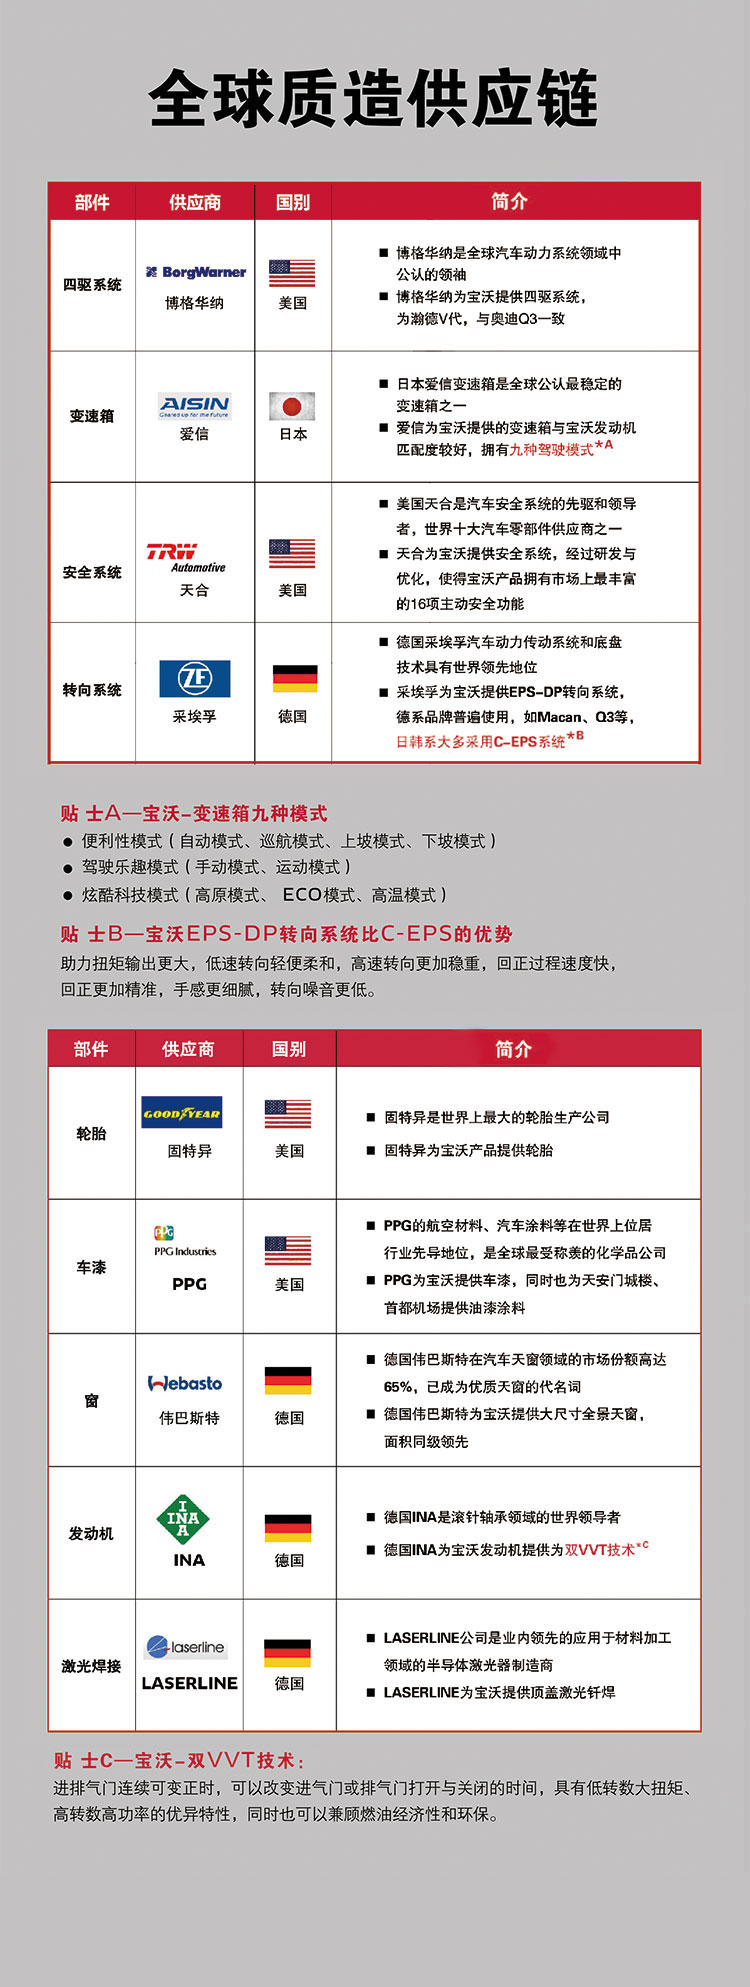 全球质造供应链
部件 供应商 国别 简介
四驱系统
BorgWarner
博格华纳
美国
■ 博格华纳是全球汽车动力系统领域中
公认的领袖
■ 博格华纳为宝沃提供四驱系统，
为瀚德V代，与奥迪Q3一致
变速箱
AISIN
Geared up for the future
爱信
日本
■ 日本爱信变速箱是全球公认最稳定的
变速箱之一
■ 爱信为宝沃提供的变速箱与宝沃发动机
匹配度较好，拥有九种驾驶模式*A
安全系统
TRW
Automotive
天合
美国
■ 美国天合是汽车安全系统的先驱和领导
者，世界十大汽车零部件供应商之一
■ 天合为宝沃提供安全系统，经过研发与
优化，使得宝沃产品拥有市场上最丰富
的16项主动安全功能
转向系统
ZF
采埃孚
德国
■ 德国采埃孚汽车动力传动系统和底盘
技术具有世界领先地位
■ 采埃孚为宝沃提供EPS-DP转向系统，
德系品牌普遍使用，如Macan、Q3等，
日韩系大多采用C-EPS系统*B
贴 士A—宝沃-变速箱九种模式
● 便利性模式（自动模式、巡航模式、上坡模式、下坡模式）
● 驾驶乐趣模式（手动模式、运动模式）
● 炫酷科技模式（高原模式、 ECO模式、高温模式）
贴 士B—宝沃EPS-DP转向系统比C-EPS的优势
助力扭矩输出更大，低速转向轻便柔和，高速转向更加稳重，回正过程速度快，
回正更加精准，手感更细腻，转向噪音更低。
部件 供应商 国别 简介
轮胎
GOODYEAR
固特异
美国
■ 固特异是世界上最大的轮胎生产公司
■ 固特异为宝沃产品提供轮胎
车漆
PPG
PPG Industries
PPG
美国
■ PPG的航空材料、汽车涂料等在世界上位居
行业先导地位，是全球最受称羡的化学品公司
■ PPG为宝沃提供车漆，同时也为天安门城楼、
首都机场提供油漆涂料
窗
Webasto
伟巴斯特
德国
■ 德国伟巴斯特在汽车天窗领域的市场份额高达
65%，已成为优质天窗的代名词
■ 德国伟巴斯特为宝沃提供大尺寸全景天窗，
面积同级领先
发动机
INA
INA
德国
■ 德国INA是滚针轴承领域的世界领导者
■ 德国INA为宝沃发动机提供为双VVT技术*C
激光焊接
laserline
LASERLINE
德国
■ LASERLINE公司是业内领先的应用于材料加工
领域的半导体激光器制造商
■ LASERLINE为宝沃提供顶盖激光钎焊
贴 士C—宝沃-双VVT技术：
进排气门连续可变正时，可以改变进气门或排气门打开与关闭的时间，具有低转数大扭矩、
高转数高功率的优异特性，同时也可以兼顾燃油经济性和环保。